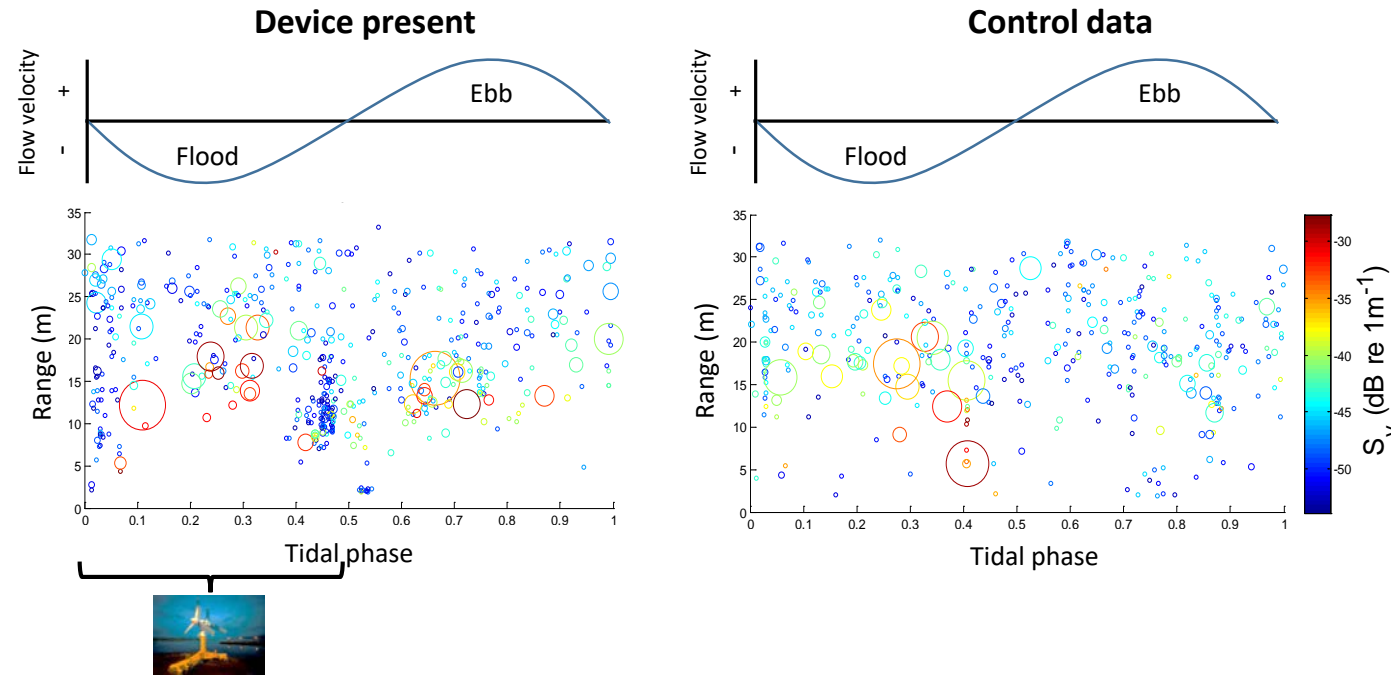 Device present
Control data
Flow velocity
+
-
Flood
Ebb
Flow velocity
+
-
Flood
Ebb
Range (m)
35
30
25
20
15
10
5
0
0 0.1 0.2 0.3 0.4 0.5 0.6 0.7 0.8 0.9 1
Tidal phase
Range (m)
35
30
25
20
15
10
5
0
0 0.1 0.2 0.3 0.4 0.5 0.6 0.7 0.8 0.9 1
Tidal phase
-30
-35
-40
-45
-50
Sv (dB re 1m-1)